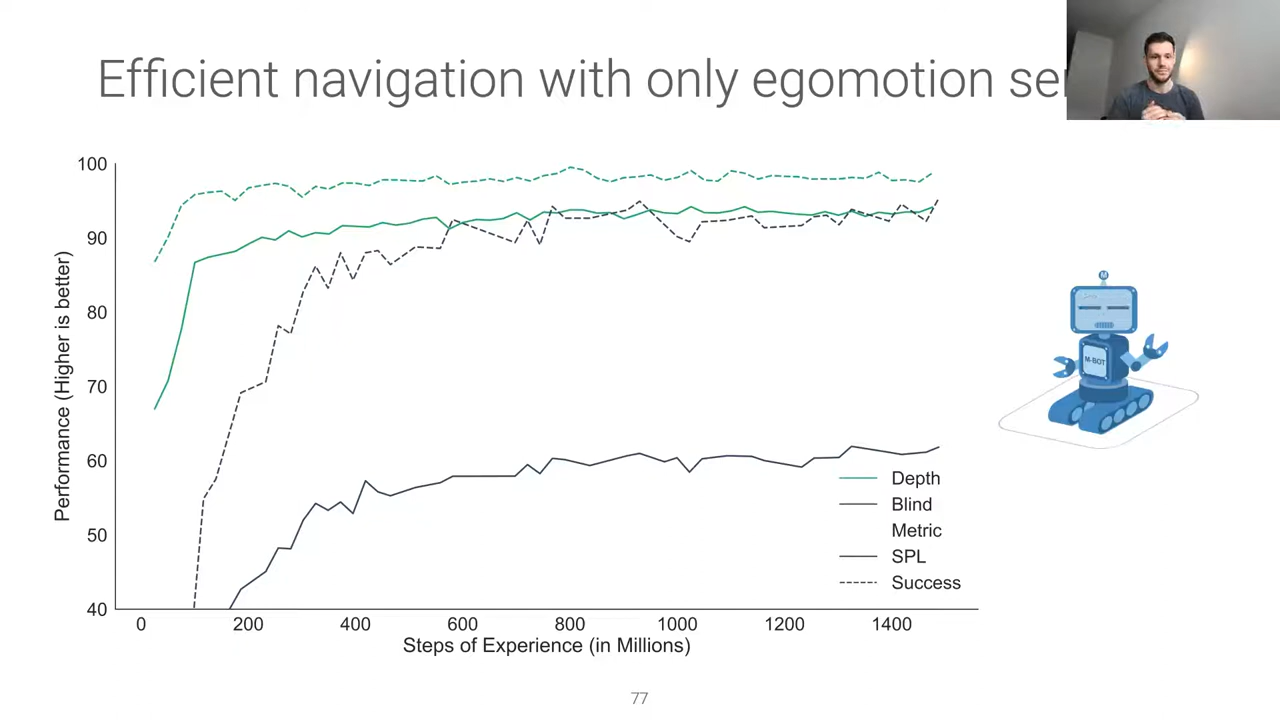 Efficient navigation with only egomotion
100
90
80
70
60
50
40
Performance (Higher is better)
0 200 400 600 800 1000 1200 1400
Steps of Experience (in Millions)
Depth
Blind
Metric
SPL
Success
M
M-BOT
77